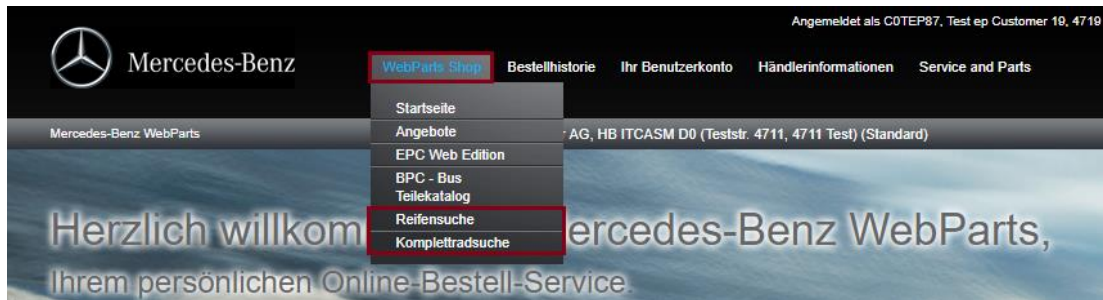 Angemeldet als C0TEP87, Test ep Customer 19, 4719
Mercedes-Benz
WebParts Shop Bestellhistorie Ihr Benutzerkonto Händlerinformationen Service and Parts
Startseite
Mercedes-Benz WebParts
Angebote
AG, HB ITCASM D0 (Teststr. 4711, 4711 Test) (Standard)
EPC Web Edition
BPC - Bus
Teilekatalog
Reifensuche
Komplettradsuche
Herzlich willkom ercedes-Benz WebParts,
Ihrem persönlichen Online-Bestell-Service.